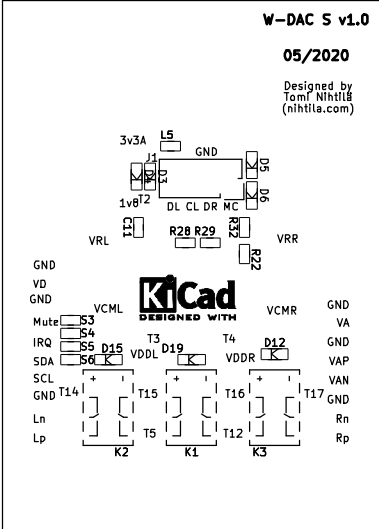 W-DAC S v1.0
05/2020
Designed by
Tomi Nihtilä
(nihtila.com)
3v3A L5
J1 GND D5
D4 D3
1v8 T2 D6
DL CL DR MC
C11 R28 R29 R32
VRL VRR
R22
GND
VD
GND
KiCad
DESIGNED WITH
VCML VCMR GND
Mute S3 VA
S4 T3 T4
IRQ S5 D15 VDDL D19 VDDR D12 GND
SDA S6 VAP
SCL + - + - + - VAN
GND T14 T15 T16 T17 GND
Ln Rn
Lp T5 T12 Rp
K2 K1 K3